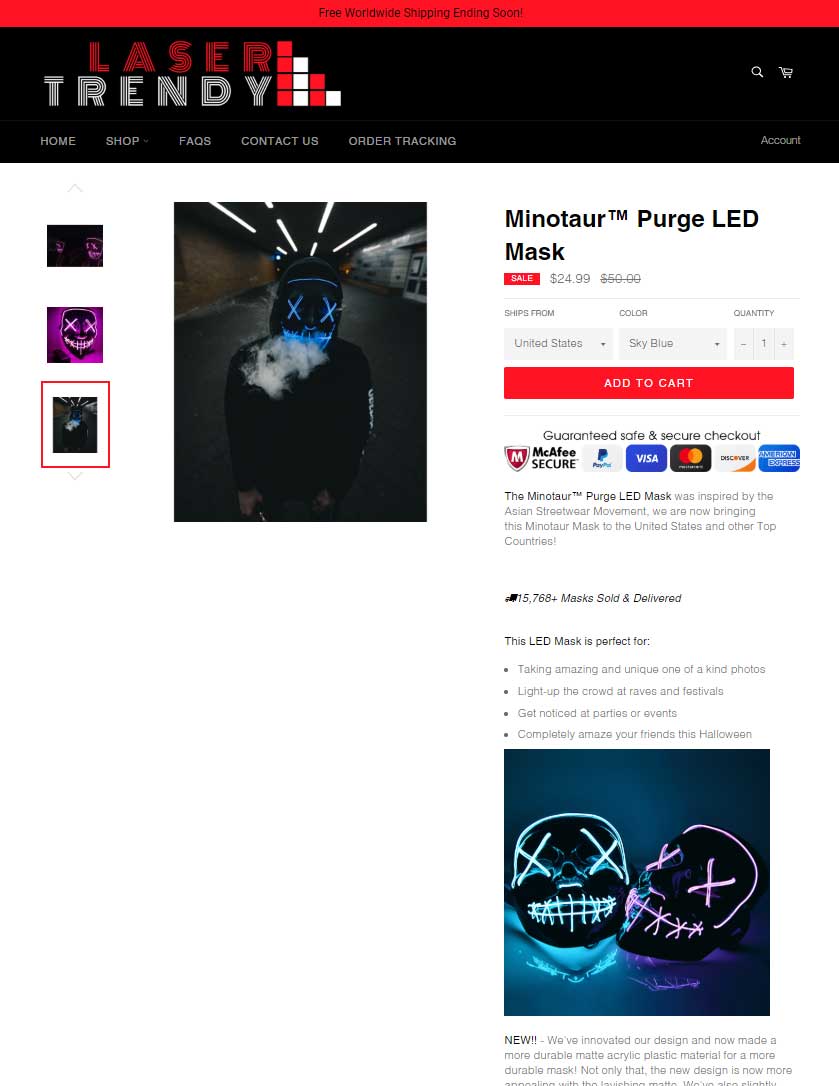 Free Worldwide Shipping Ending Soon!
LASER
TRENDY
HOME
SHOP
FAQS
CONTACT US
ORDER TRACKING
Account
Minotaur™ Purge LED
Mask
SALE $24.99 $50.00
SHIPS FROM
COLOR
QUANTITY
United States
Sky Blue
− 1 +
ADD TO CART
Guaranteed safe & secure checkout
McAfee
SECURE™
PayPal
VISA
mastercard
DISCOVER
AMERICAN
EXPRESS
The Minotaur™ Purge LED Mask was inspired by the
Asian Streetwear Movement, we are now bringing
this Minotaur Mask to the United States and other Top
Countries!
🚚15,768+ Masks Sold & Delivered
This LED Mask is perfect for:
• Taking amazing and unique one of a kind photos
• Light-up the crowd at raves and festivals
• Get noticed at parties or events
• Completely amaze your friends this Halloween
NEW!! - We've innovated our design and now made a
more durable matte acrylic plastic material for a more
durable mask! Not only that, the new design is now more
appealing with the lavishing matte. We've also slightly